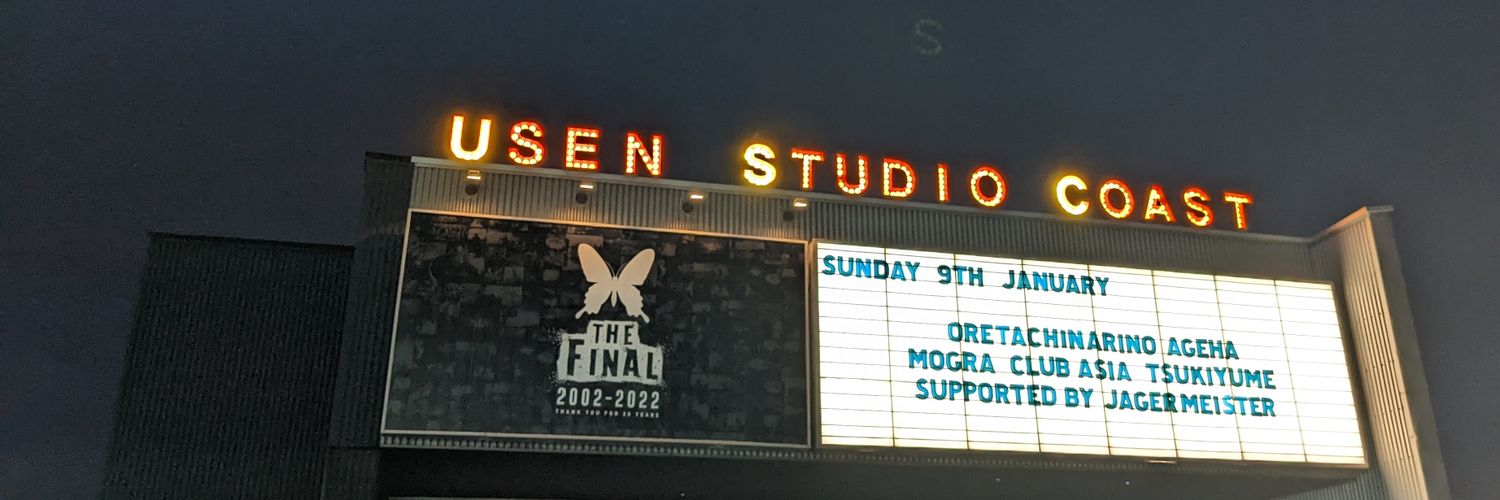 USEN STUDIO COAST
THE
FINAL
2002-2022
THANK YOU FOR 20 YEARS
SUNDAY 9TH JANUARY
ORETACHINARINO AGEHA
MOGRA CLUB ASIA TSUKIYUME
SUPPORTED BY JAGERMEISTER